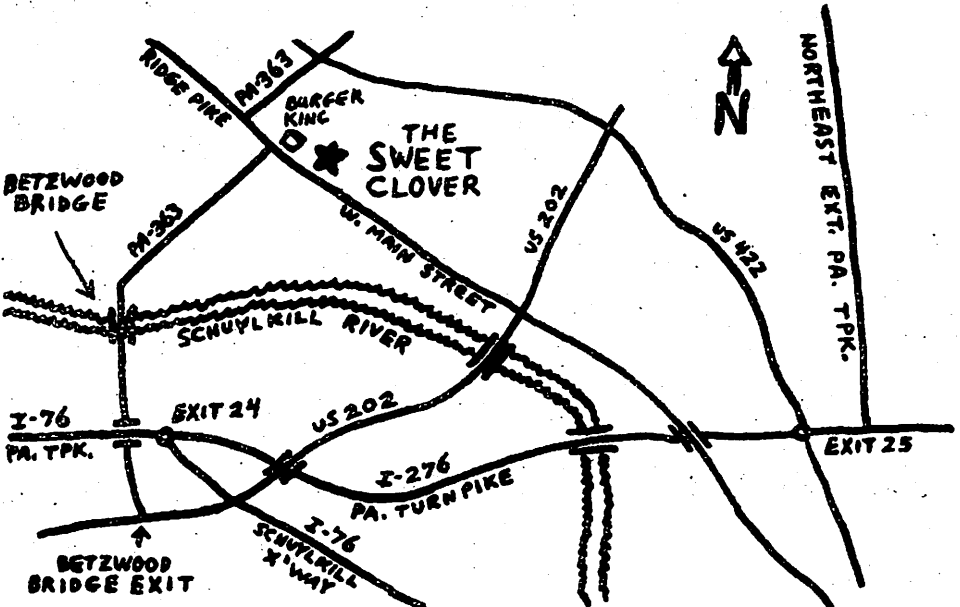 RIDGE PIKE
PA-363
BURGER
KING
THE
SWEET
CLOVER
N
NORTHEAST EXT. PA. TPK.
BETZWOOD
BRIDGE
PA-363
W. MAIN STREET
US 202
US 422
SCHUYLKILL RIVER
I-76
PA. TPK.
EXIT 24
US 202
I-276
PA. TURNPIKE
EXIT 25
I-76
SCHUYLKILL
X'WAY
BETZWOOD
BRIDGE EXIT